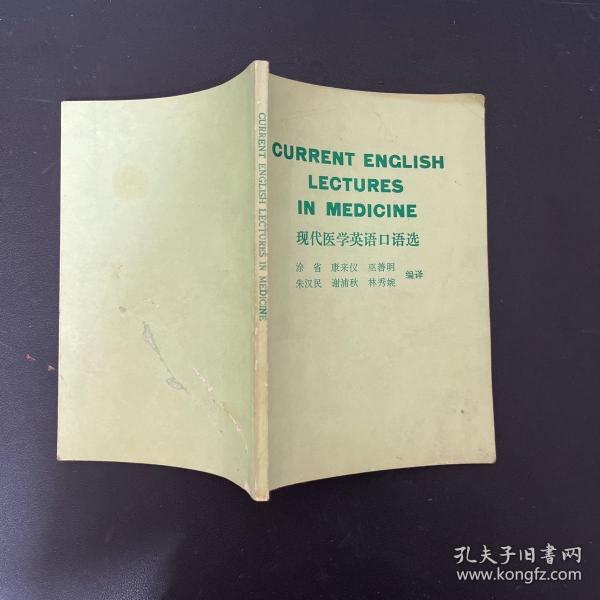 CURRENT ENGLISH LECTURES IN MEDICINE
CURRENT ENGLISH
LECTURES
IN MEDICINE
现代医学英语口语选
涂省 康来仪 巫善明
朱汉民 谢浦秋 林秀婉
编译
孔夫子旧书网
www.kongfz.com